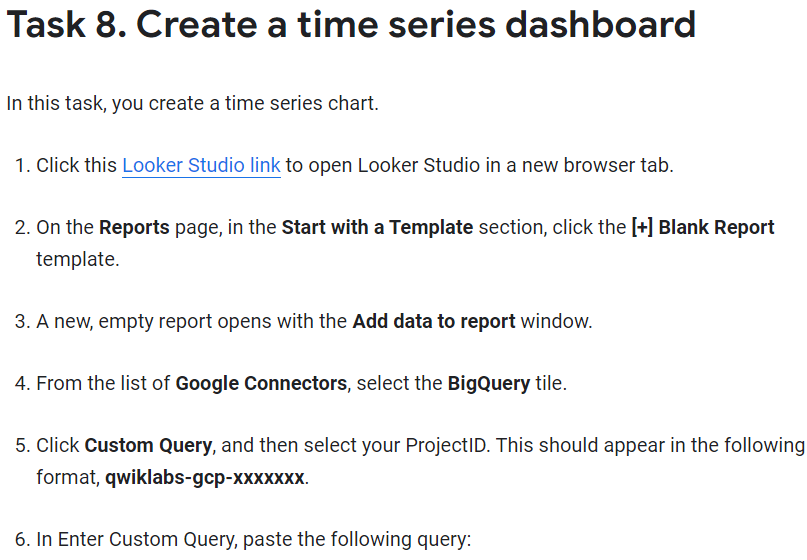 Task 8. Create a time series dashboard
In this task, you create a time series chart.
1. Click this Looker Studio link to open Looker Studio in a new browser tab.
2. On the Reports page, in the Start with a Template section, click the [+] Blank Report
template.
3. A new, empty report opens with the Add data to report window.
4. From the list of Google Connectors, select the BigQuery tile.
5. Click Custom Query, and then select your ProjectID. This should appear in the following
format, qwiklabs-gcp-xxxxxxx.
6. In Enter Custom Query, paste the following query: